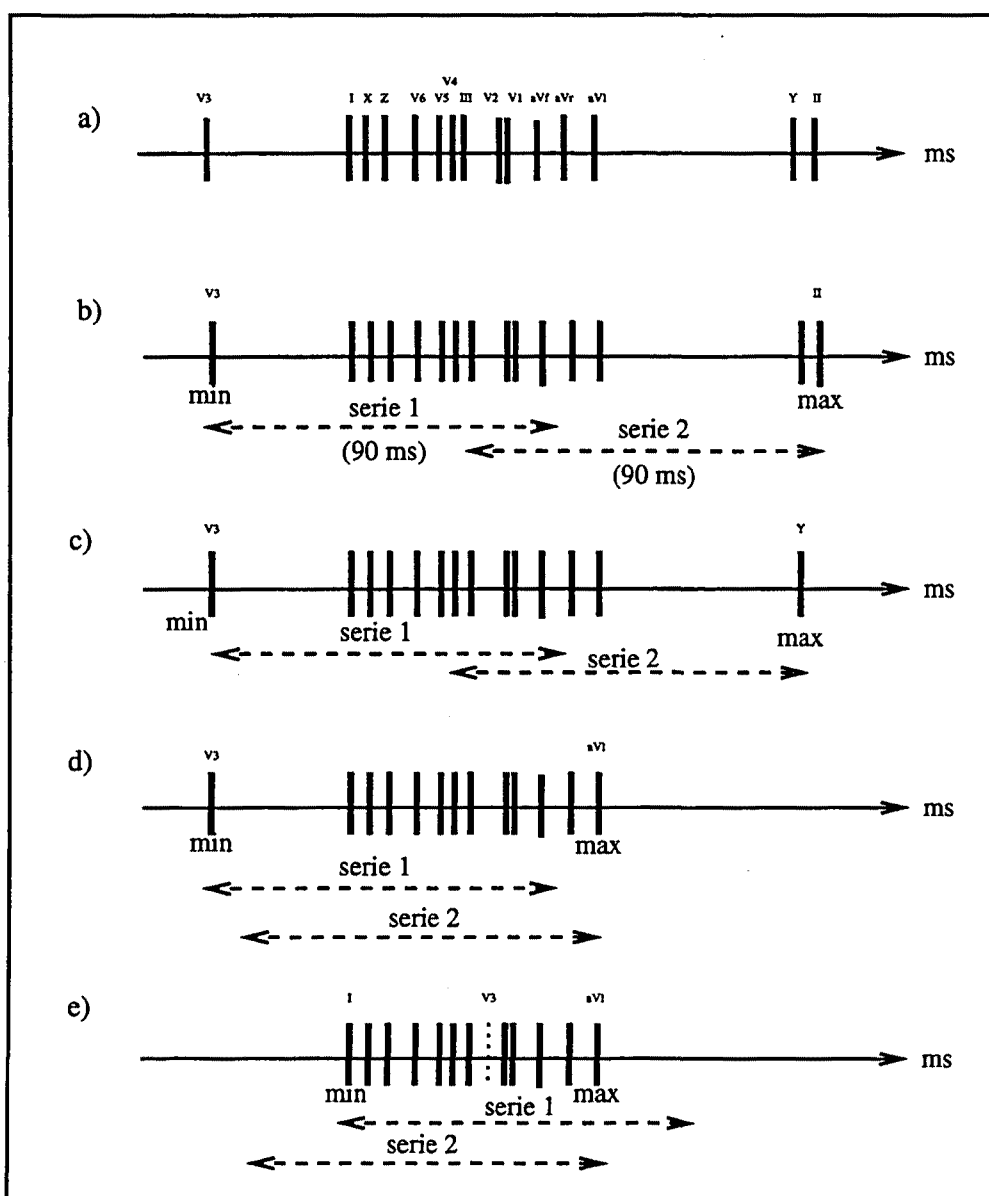 V4
V3 I X Z V6 V5 III V2 V1 aVf aVr aVl Y II
a)
ms
V3 II
b)
ms
min max
serie 1
serie 2
(90 ms)
(90 ms)
V3 Y
c)
ms
min max
serie 1
serie 2
V3 aVl
d)
ms
min max
serie 1
serie 2
I V3 aVl
e)
ms
min max
serie 1
serie 2